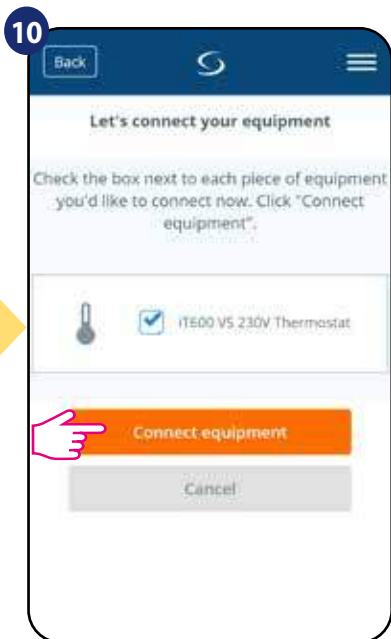 10
Back
Let's connect your equipment
Check the box next to each piece of equipment
you'd like to connect now. Click "Connect
equipment".
iT600 VS 230V Thermostat
Connect equipment
Cancel